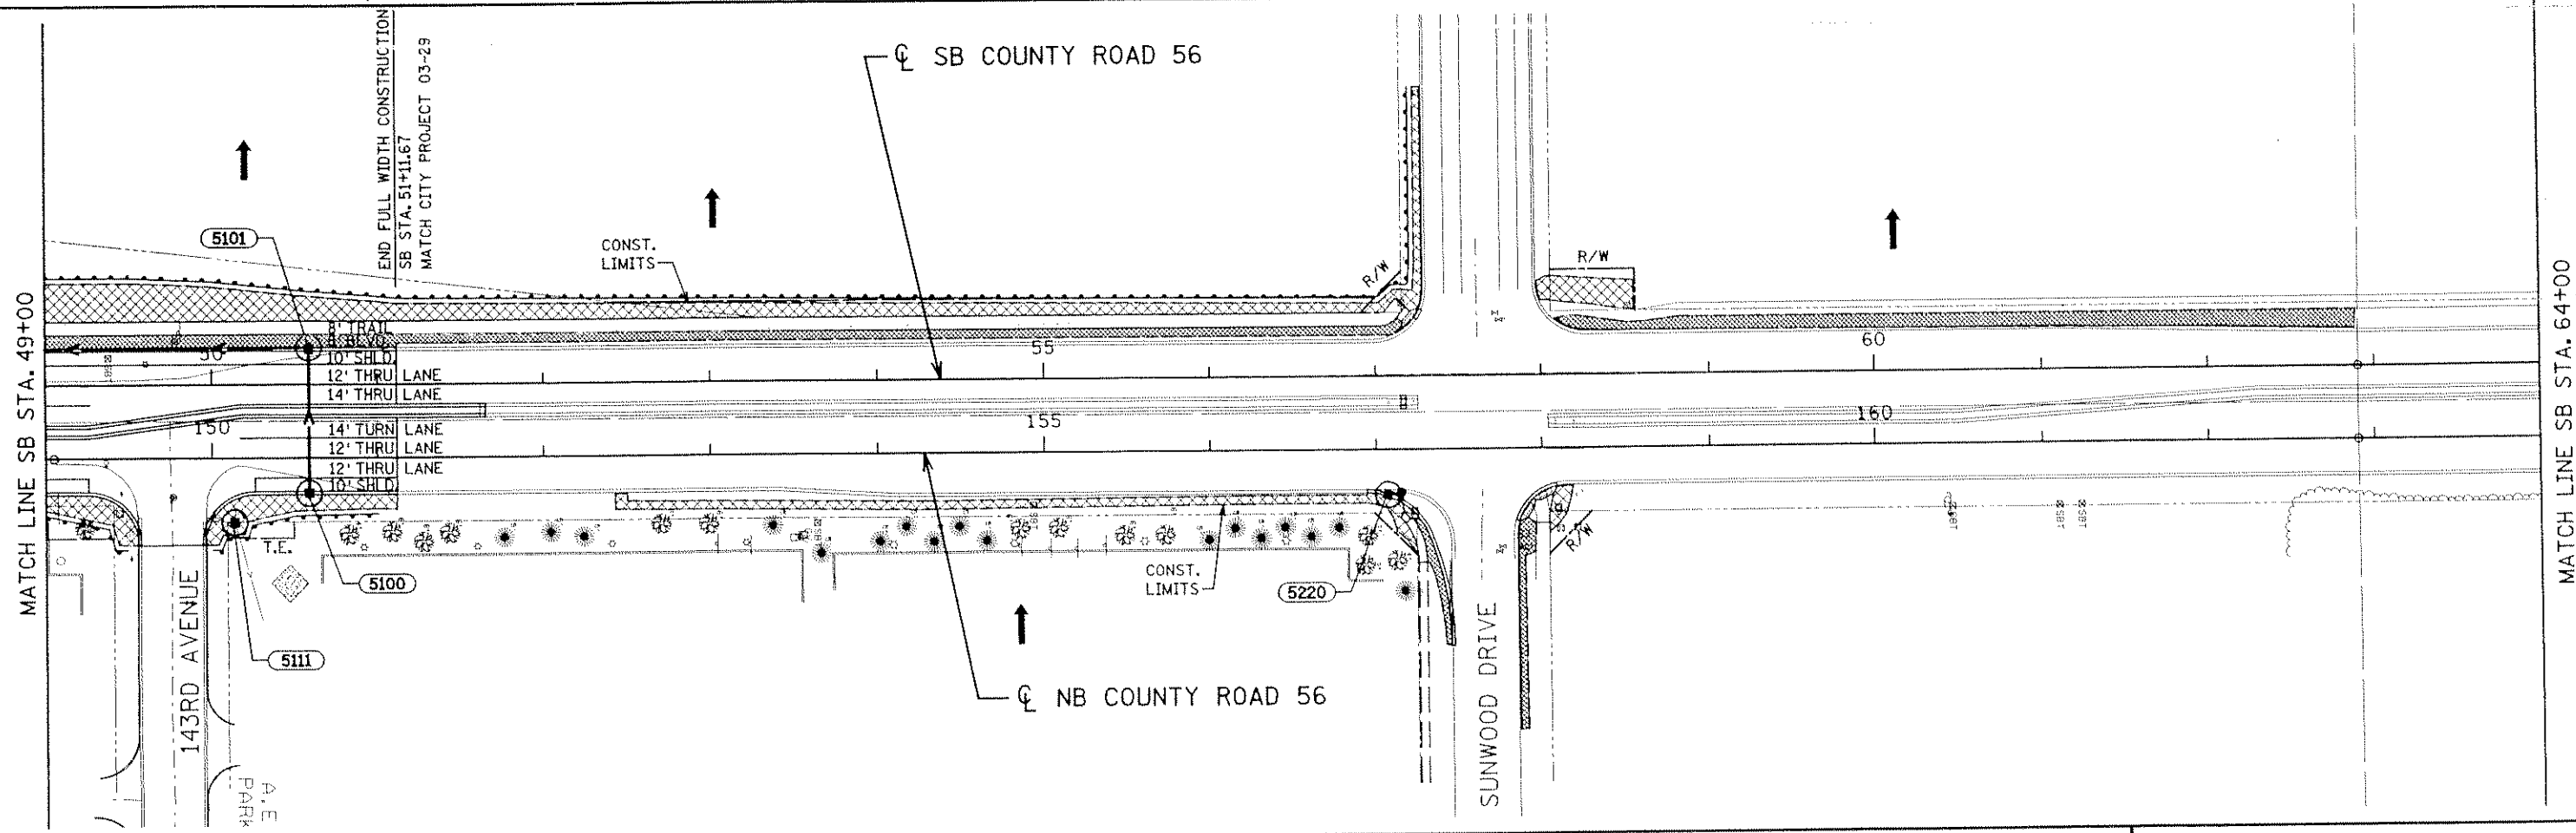 MATCH LINE SB STA. 49+00
END FULL WIDTH CONSTRUCTION
SB STA. 51+11.67
MATCH CITY PROJECT 03-29
℄ SB COUNTY ROAD 56
5101
CONST.
LIMITS
R/W
R/W
8' TRAIL
BLVD.
10' SHLD.
12' THRU LANE
14' THRU LANE
14' TURN LANE
12' THRU LANE
12' THRU LANE
10' SHLD.
50
55
60
150
155
160
T.E.
5100
5111
143RD AVENUE
A.E.
PARK
CONST.
LIMITS
5220
℄ NB COUNTY ROAD 56
SUNWOOD DRIVE
R/W
MATCH LINE SB STA. 64+00